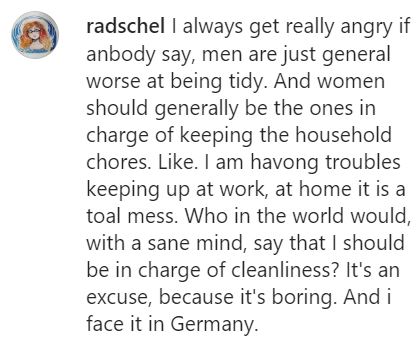 radschel I always get really angry if
anbody say, men are just general
worse at being tidy. And women
should generally be the ones in
charge of keeping the household
chores. Like. I am havong troubles
keeping up at work, at home it is a
toal mess. Who in the world would,
with a sane mind, say that I should
be in charge of cleanliness? It's an
excuse, because it's boring. And i
face it in Germany.